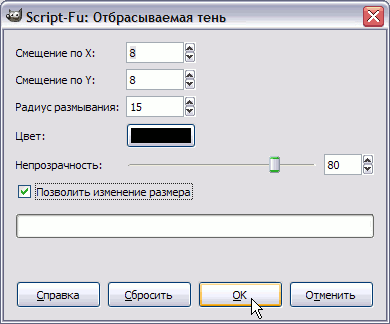 Script-Fu: Отбрасываемая тень
Смещение по X: 8
Смещение по Y: 8
Радиус размывания: 15
Цвет:
Непрозрачность: 80
Позволить изменение размера
Справка Сбросить OK Отменить